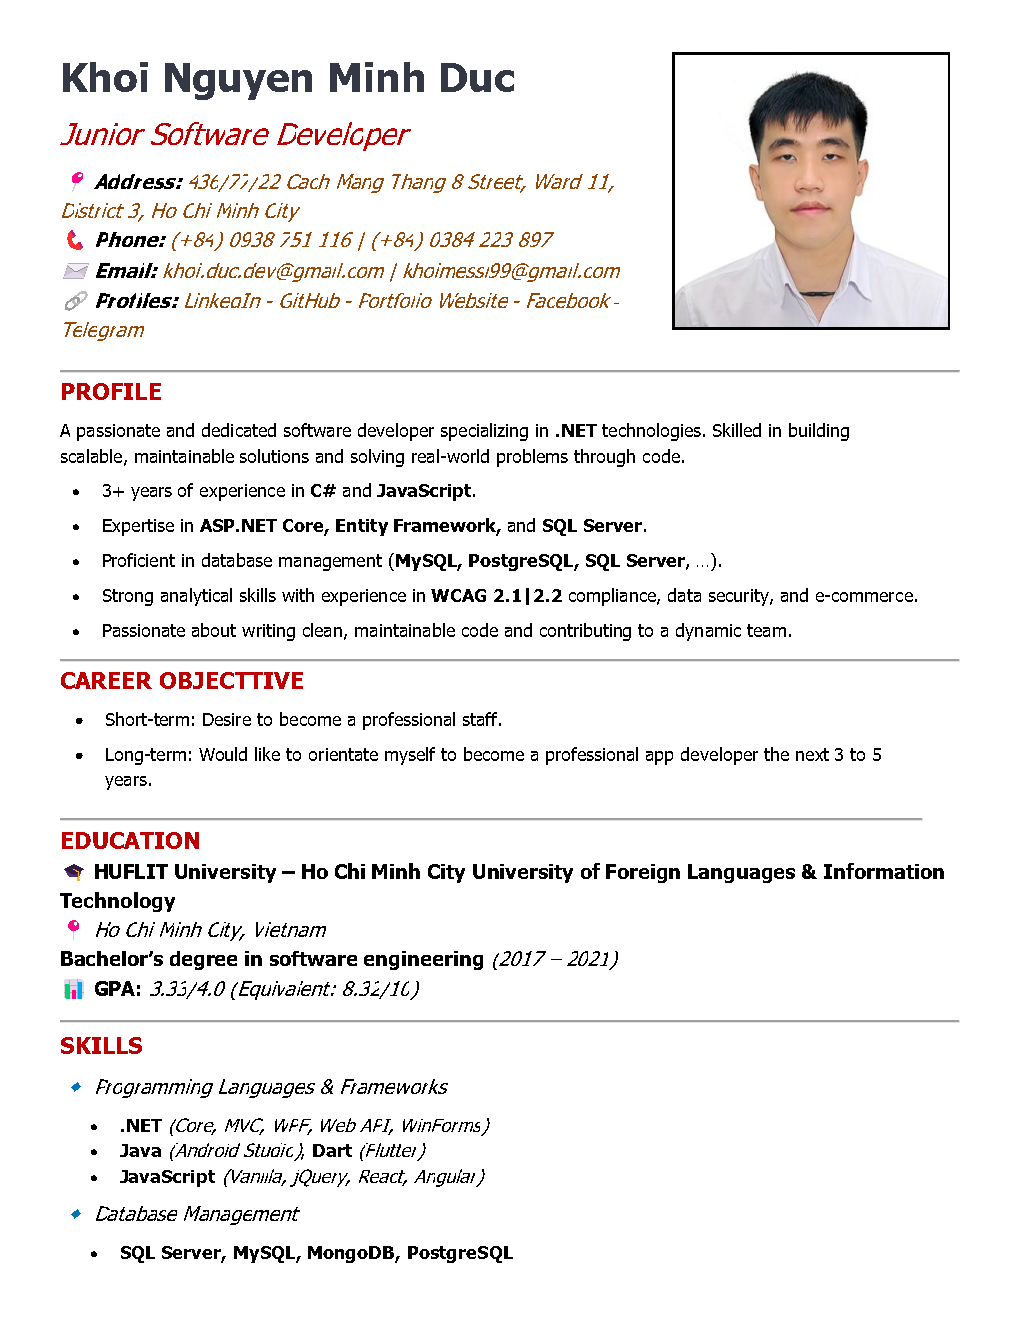 Khoi Nguyen Minh Duc
Junior Software Developer
Address: 436/77/22 Cach Mang Thang 8 Street, Ward 11,
District 3, Ho Chi Minh City
Phone: (+84) 0938 751 116 | (+84) 0384 223 897
Email: khoi.duc.dev@gmail.com | khoimessi99@gmail.com
Profiles: LinkedIn - GitHub - Portfolio Website - Facebook -
Telegram
PROFILE
A passionate and dedicated software developer specializing in .NET technologies. Skilled in building
scalable, maintainable solutions and solving real-world problems through code.
• 3+ years of experience in C# and JavaScript.
• Expertise in ASP.NET Core, Entity Framework, and SQL Server.
• Proficient in database management (MySQL, PostgreSQL, SQL Server, …).
• Strong analytical skills with experience in WCAG 2.1|2.2 compliance, data security, and e-commerce.
• Passionate about writing clean, maintainable code and contributing to a dynamic team.
CAREER OBJECTTIVE
• Short-term: Desire to become a professional staff.
• Long-term: Would like to orientate myself to become a professional app developer the next 3 to 5
years.
EDUCATION
HUFLIT University – Ho Chi Minh City University of Foreign Languages & Information
Technology
Ho Chi Minh City, Vietnam
Bachelor’s degree in software engineering (2017 – 2021)
GPA: 3.33/4.0 (Equivalent: 8.32/10)
SKILLS
Programming Languages & Frameworks
• .NET (Core, MVC, WPF, Web API, WinForms)
• Java (Android Studio), Dart (Flutter)
• JavaScript (Vanilla, jQuery, React, Angular)
Database Management
• SQL Server, MySQL, MongoDB, PostgreSQL